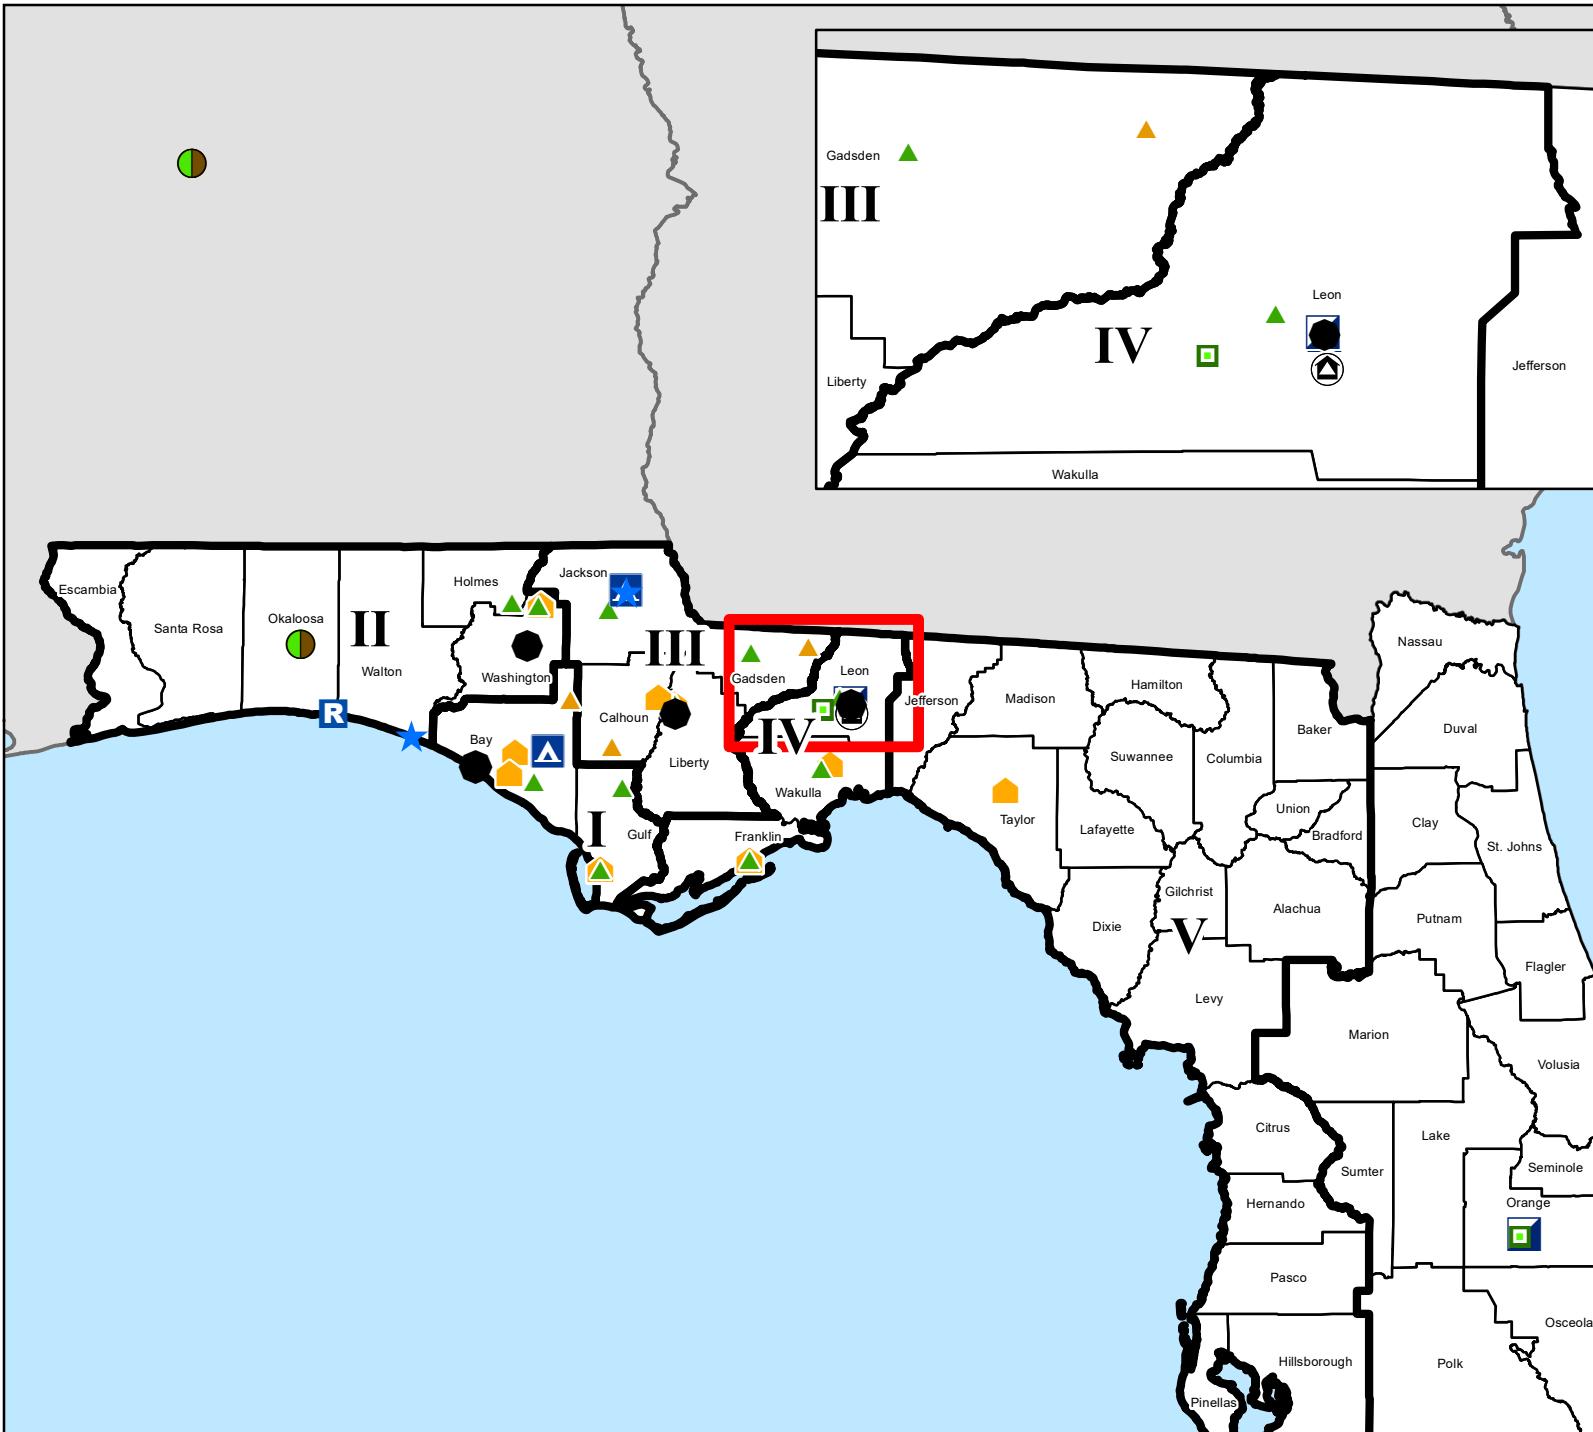 Gadsden
III
Leon
IV
Liberty
Jefferson
Wakulla
Escambia
Santa Rosa
Okaloosa
II
Walton
Holmes
Washington
Jackson
III
Gadsden
Leon
Jefferson
Madison
Hamilton
Nassau
Baker
Duval
R
Bay
Calhoun
Liberty
IV
Wakulla
Suwannee
Columbia
Taylor
Lafayette
Union
Bradford
Clay
St. Johns
I
Gulf
Franklin
Gilchrist
Alachua
Dixie
V
Putnam
Flagler
Levy
Marion
Volusia
Citrus
Lake
Sumter
Seminole
Hernando
Orange
Pasco
Osceola
Hillsborough
Polk
Pinellas